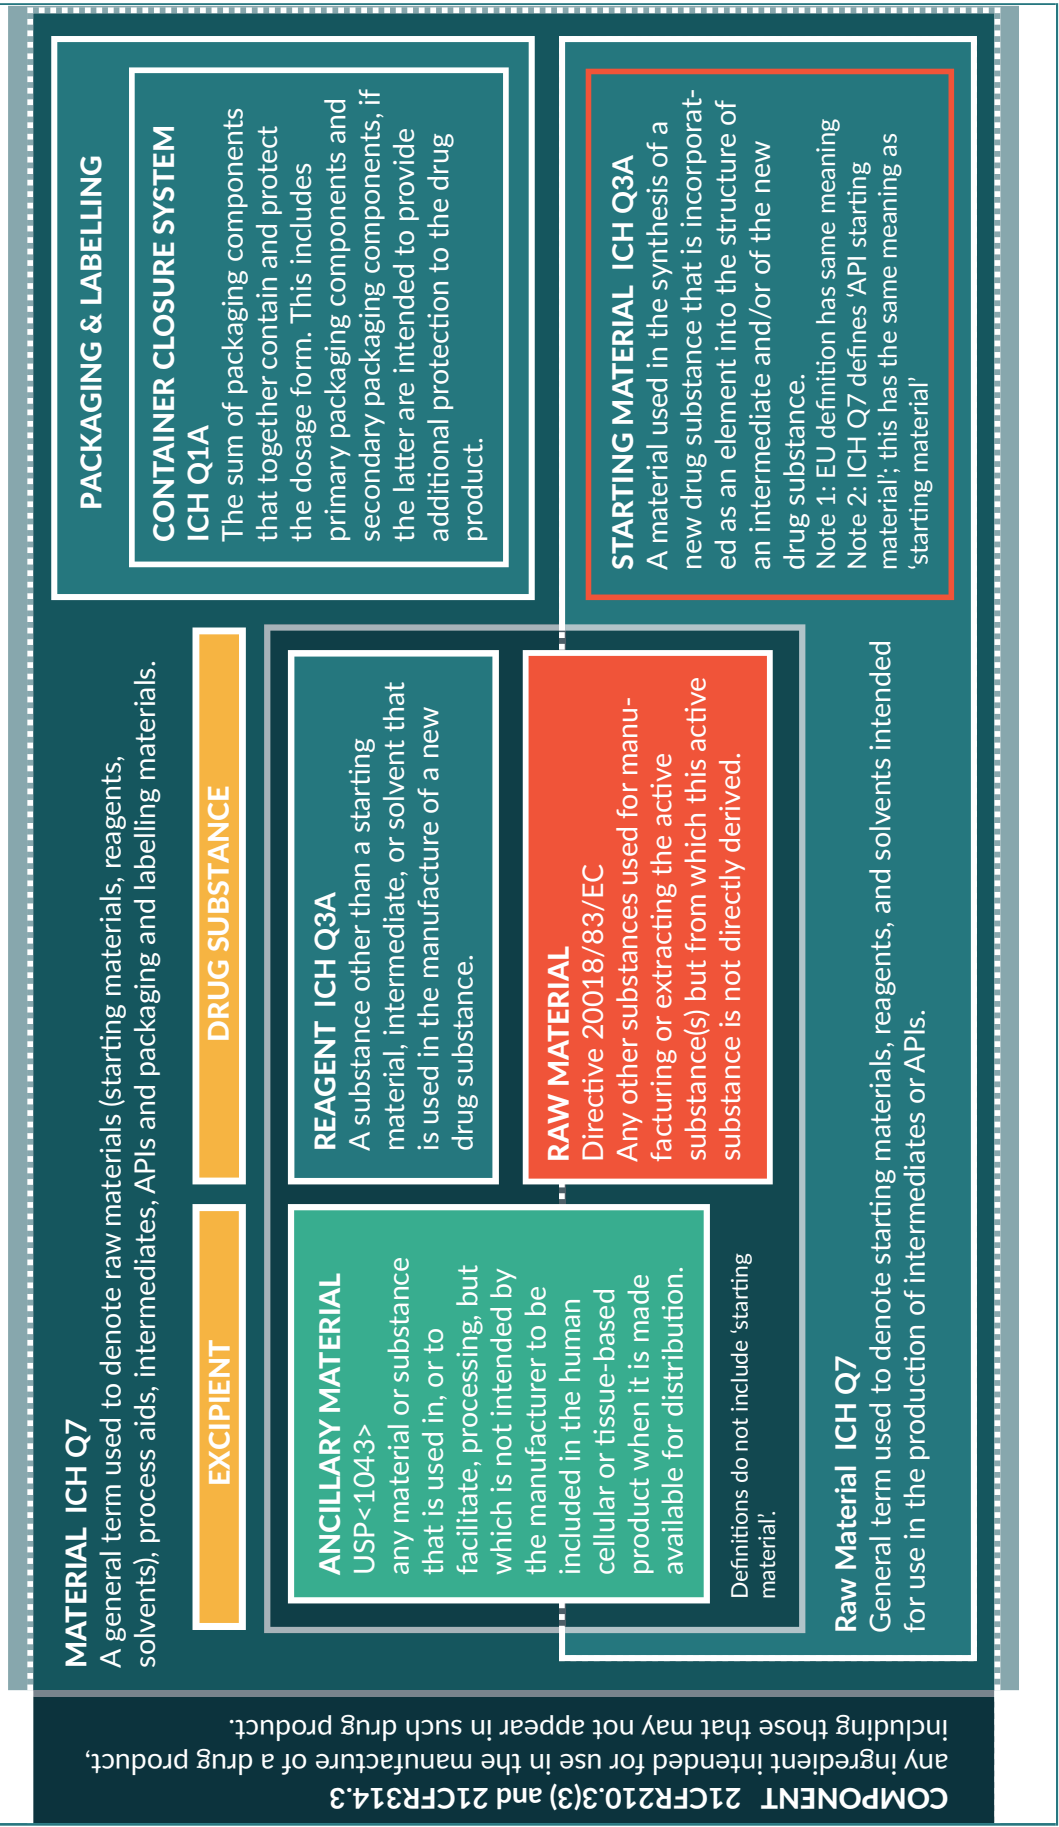 COMPONENT 21CFR210.3(3) and 21CFR314.3
any ingredient intended for use in the manufacture of a drug product,
including those that may not appear in such drug product.
MATERIAL ICH Q7
A general term used to denote raw materials (starting materials, reagents,
solvents), process aids, intermediates, APIs and packaging and labelling materials.
EXCIPIENT
DRUG SUBSTANCE
ANCILLARY MATERIAL
USP<1043>
any material or substance
that is used in, or to
facilitate, processing, but
which is not intended by
the manufacturer to be
included in the human
cellular or tissue-based
product when it is made
available for distribution.
Definitions do not include ‘starting
material’.
REAGENT ICH Q3A
A substance other than a starting
material, intermediate, or solvent that
is used in the manufacture of a new
drug substance.
RAW MATERIAL
Directive 20018/83/EC
Any other substances used for manu-
facturing or extracting the active
substance(s) but from which this active
substance is not directly derived.
Raw Material ICH Q7
General term used to denote starting materials, reagents, and solvents intended
for use in the production of intermediates or APIs.
PACKAGING & LABELLING
CONTAINER CLOSURE SYSTEM
ICH Q1A
The sum of packaging components
that together contain and protect
the dosage form. This includes
primary packaging components and
secondary packaging components, if
the latter are intended to provide
additional protection to the drug
product.
STARTING MATERIAL ICH Q3A
A material used in the synthesis of a
new drug substance that is incorporat-
ed as an element into the structure of
an intermediate and/or of the new
drug substance.
Note 1: EU definition has same meaning
Note 2: ICH Q7 defines ‘API starting
material’; this has the same meaning as
‘starting material’